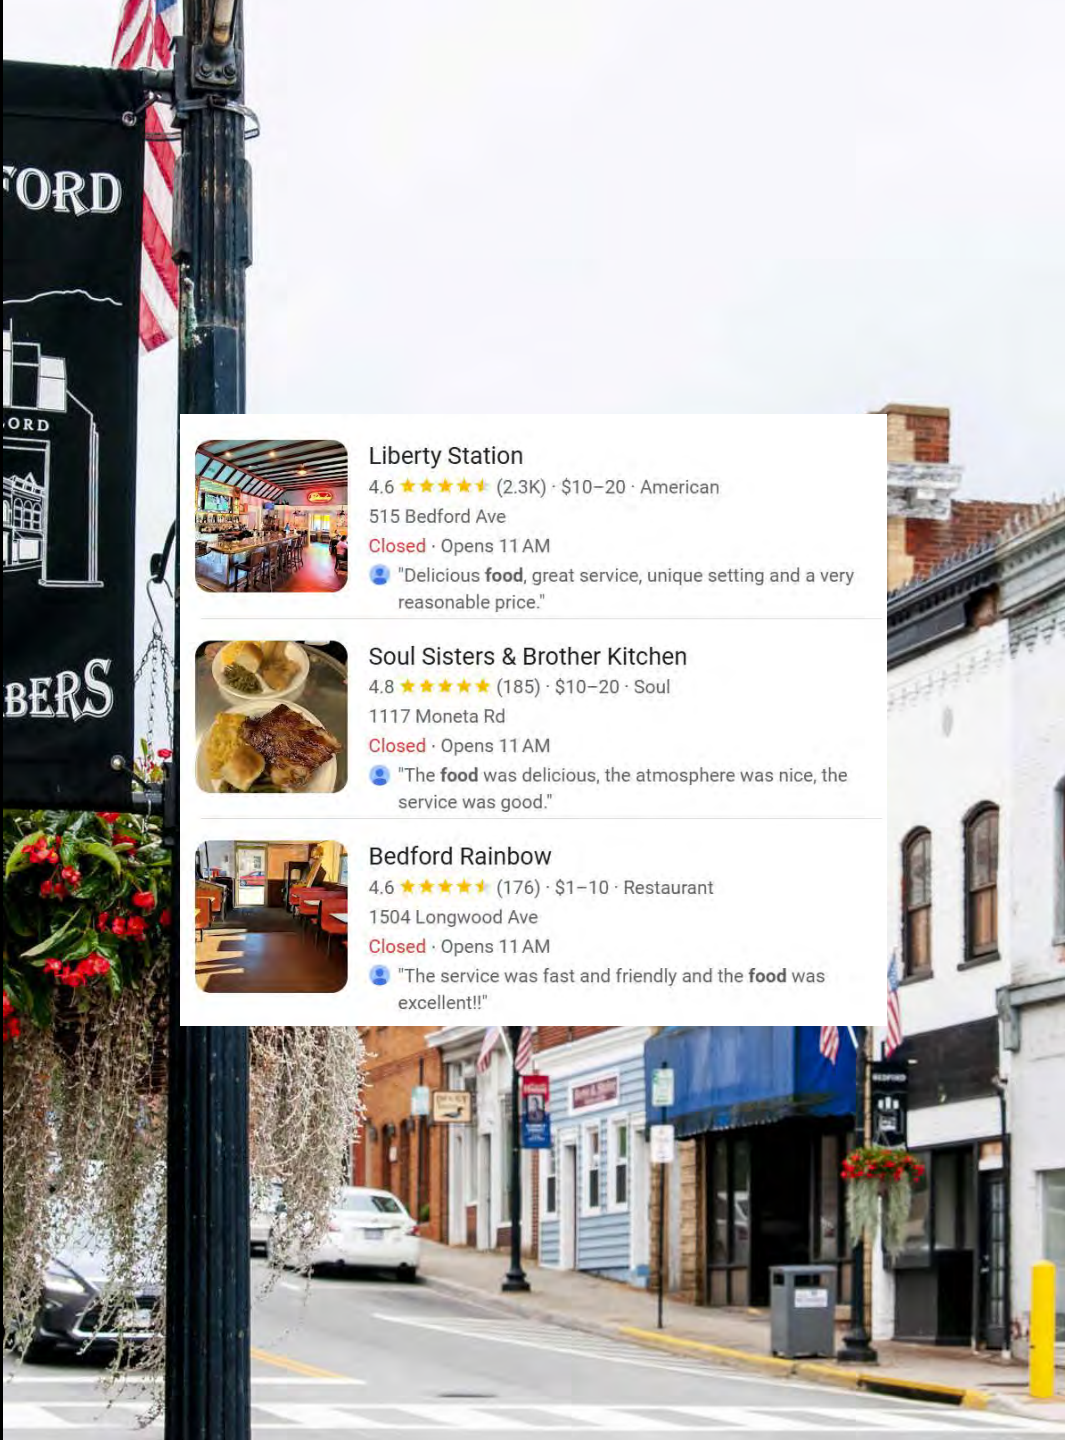 FORD
ORD
BERS
Liberty Station
4.6 (2.3K) · $10–20 · American
515 Bedford Ave
Closed · Opens 11 AM
"Delicious food, great service, unique setting and a very
reasonable price."
Soul Sisters & Brother Kitchen
4.8 (185) · $10–20 · Soul
1117 Moneta Rd
Closed · Opens 11 AM
"The food was delicious, the atmosphere was nice, the
service was good."
Bedford Rainbow
4.6 (176) · $1–10 · Restaurant
1504 Longwood Ave
Closed · Opens 11 AM
"The service was fast and friendly and the food was
excellent!!"
BEDFORD